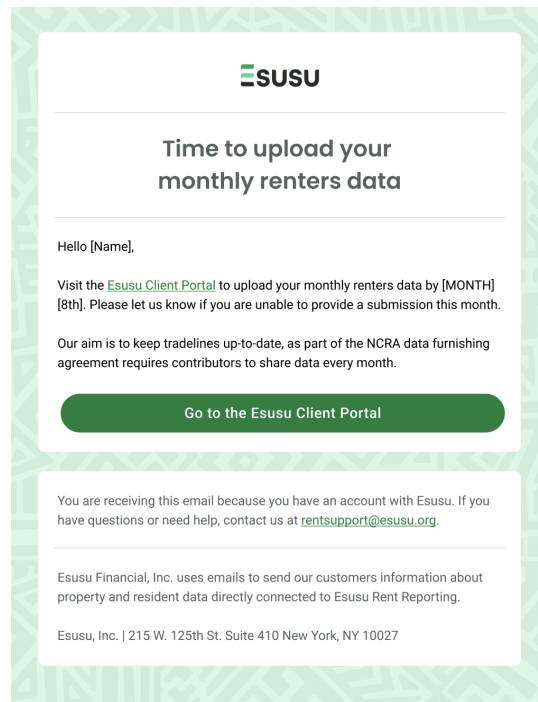 Esusu
Time to upload your
monthly renters data
Hello [Name],
Visit the Esusu Client Portal to upload your monthly renters data by [MONTH]
[8th]. Please let us know if you are unable to provide a submission this month.
Our aim is to keep tradelines up-to-date, as part of the NCRA data furnishing
agreement requires contributors to share data every month.
Go to the Esusu Client Portal
You are receiving this email because you have an account with Esusu. If you
have questions or need help, contact us at rentsupport@esusu.org.
Esusu Financial, Inc. uses emails to send our customers information about
property and resident data directly connected to Esusu Rent Reporting.
Esusu, Inc. | 215 W. 125th St. Suite 410 New York, NY 10027